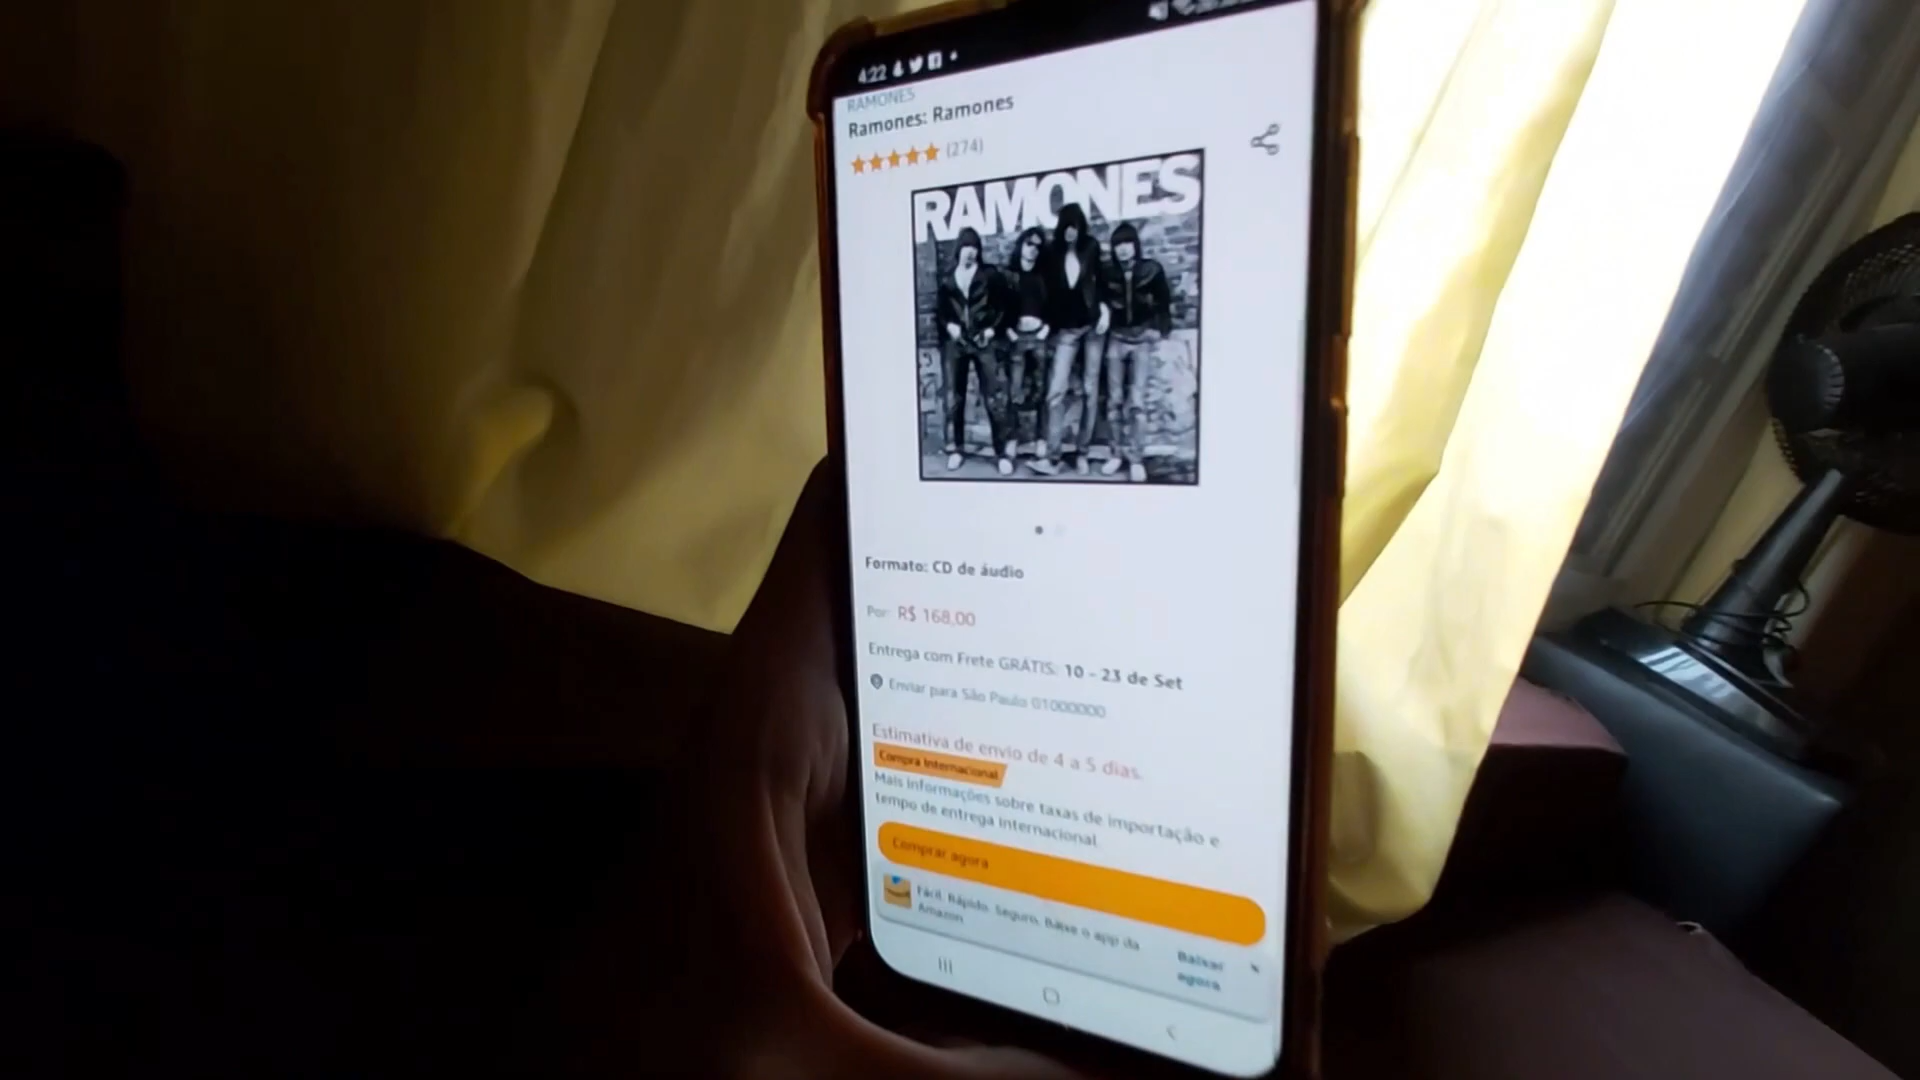 4:22
RAMONES
Ramones: Ramones
(274)
RAMONES
Formato: CD de áudio
Por: R$ 168,00
Entrega com Frete GRÁTIS: 10 - 23 de Set
Enviar para São Paulo 01000000
Estimativa de envio de 4 a 5 dias.
Compra Internacional
Mais informações sobre taxas de importação e
tempo de entrega internacional.
Comprar agora
Fácil. Rápido. Seguro. Baixe o app da
Amazon
Baixar
agora